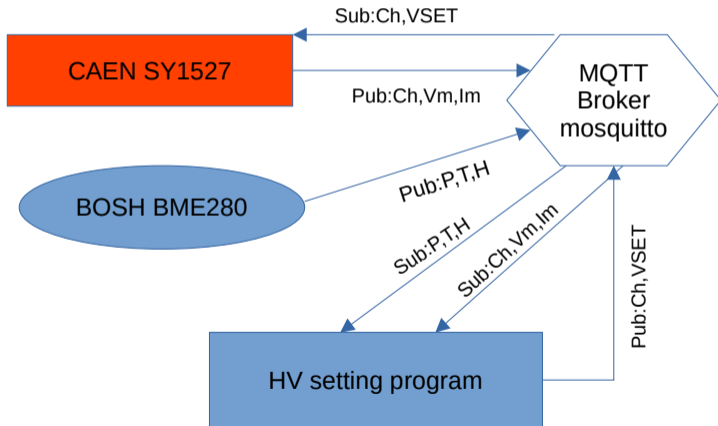 Sub:Ch,VSET
CAEN SY1527
MQTT
Broker
mosquitto
Pub:Ch,Vm,Im
BOSH BME280
Pub:P,T,H
Sub:P,T,H
Sub:Ch,Vm,Im
Pub:Ch,VSET
HV setting program